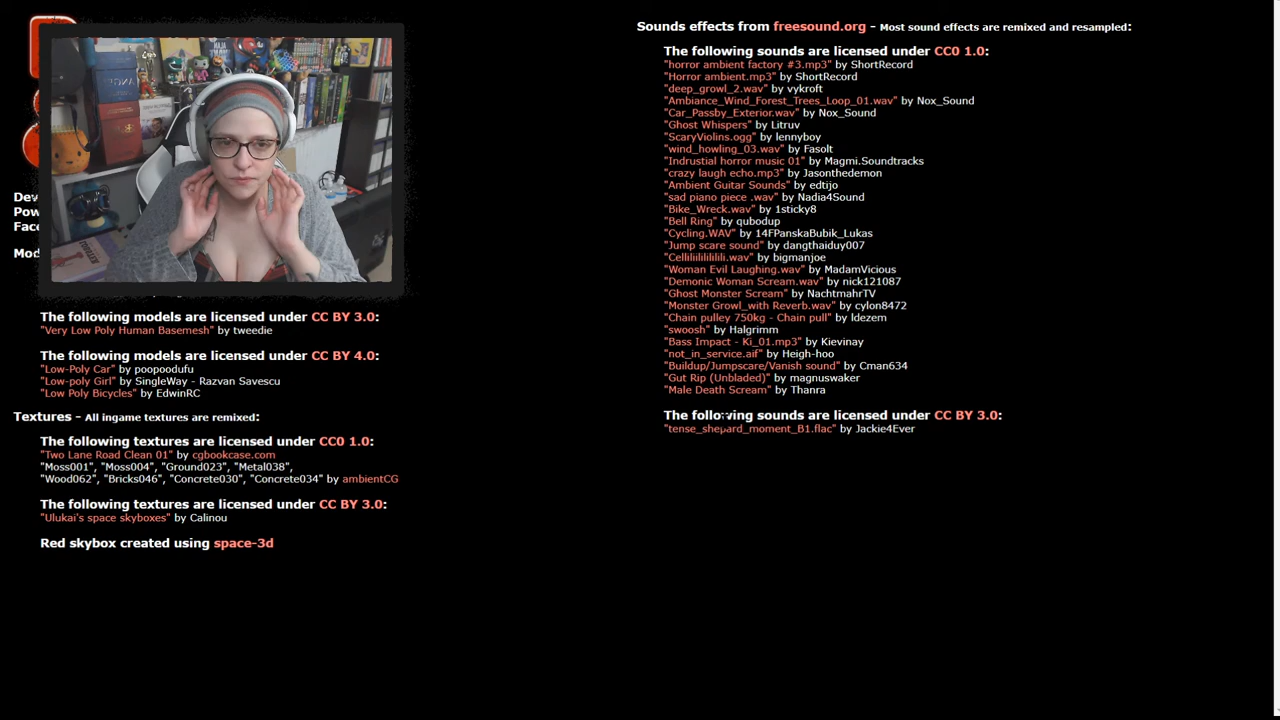 Dev
Pow
Face
Mod
The following models are licensed under CC BY 3.0:
"Very Low Poly Human Basemesh" by tweedie
The following models are licensed under CC BY 4.0:
"Low-Poly Car" by poopoodufu
"Low-poly Girl" by SingleWay - Razvan Savescu
"Low Poly Bicycles" by EdwinRC
Textures - All ingame textures are remixed:
The following textures are licensed under CC0 1.0:
"Two Lane Road Clean 01" by cgbookcase.com
"Moss001", "Moss004", "Ground023", "Metal038",
"Wood062", "Bricks046", "Concrete030", "Concrete034" by ambientCG
The following textures are licensed under CC BY 3.0:
"Ulukai's space skyboxes" by Calinou
Red skybox created using space-3d
Sounds effects from freesound.org - Most sound effects are remixed and resampled:
The following sounds are licensed under CC0 1.0:
"horror ambient factory #3.mp3" by ShortRecord
"Horror ambient.mp3" by ShortRecord
"deep_growl_2.wav" by vykroft
"Ambiance_Wind_Forest_Trees_Loop_01.wav" by Nox_Sound
"Car_Passby_Exterior.wav" by Nox_Sound
"Ghost Whispers" by Litruv
"ScaryViolins.ogg" by lennyboy
"wind_howling_03.wav" by Fasolt
"Indrustial horror music 01" by Magmi.Soundtracks
"crazy laugh echo.mp3" by Jasonthedemon
"Ambient Guitar Sounds" by edtijo
"sad piano piece .wav" by Nadia4Sound
"Bike_Wreck.wav" by 1sticky8
"Bell Ring" by qubodup
"Cycling.WAV" by 14FPanskaBubik_Lukas
"Jump scare sound" by dangthaiduy007
"Celliliililililili.wav" by bigmanjoe
"Woman Evil Laughing.wav" by MadamVicious
"Demonic Woman Scream.wav" by nick121087
"Ghost Monster Scream" by NachtmahrTV
"Monster Growl_with Reverb.wav" by cylon8472
"Chain pulley 750kg - Chain pull" by ldezem
"swoosh" by Halgrimm
"Bass Impact - Ki_01.mp3" by Kievinay
"not_in_service.aif" by Heigh-hoo
"Buildup/Jumpscare/Vanish sound" by Cman634
"Gut Rip (Unbladed)" by magnuswaker
"Male Death Scream" by Thanra
The following sounds are licensed under CC BY 3.0:
"tense_shepard_moment_B1.flac" by Jackie4Ever